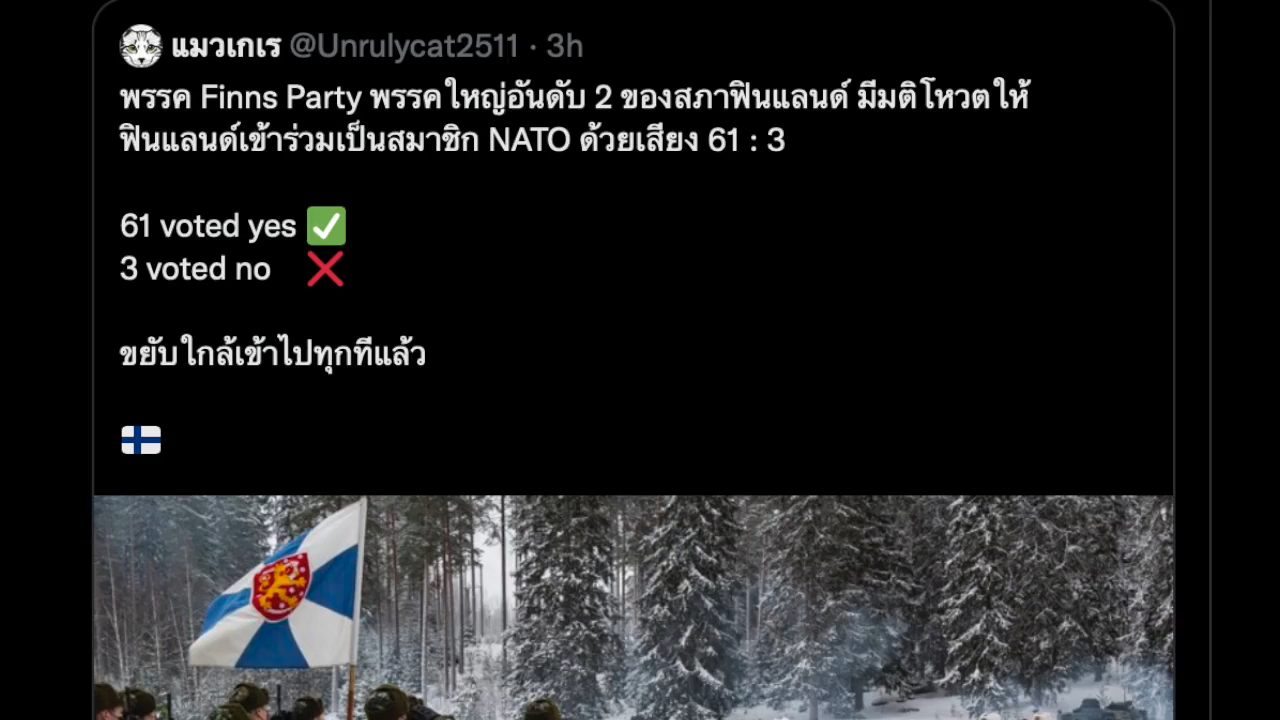 แมวเกเร @Unrulycat2511 · 3h
พรรค Finns Party พรรคใหญ่อันดับ 2 ของสภาฟินแลนด์ มีมติโหวตให้
ฟินแลนด์เข้าร่วมเป็นสมาชิก NATO ด้วยเสียง 61 : 3
61 voted yes ✅
3 voted no ❌
ขยับใกล้เข้าไปทุกทีแล้ว
🇫🇮